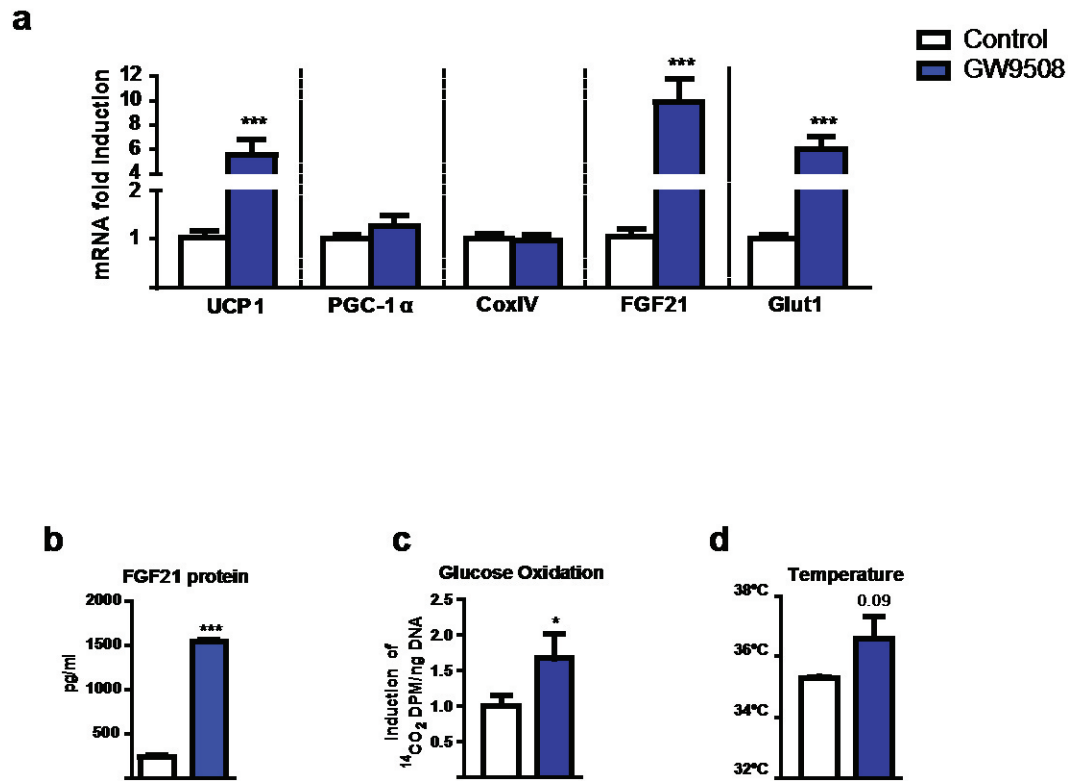 a
Control
GW9508
mRNA fold Induction
12
10
8
6
4
2
1
***
***
***
UCP1 PGC-1 α CoxIV FGF21 Glut1
b
FGF21 protein
pg/ml
2000
1500
1000
500
***
c
Glucose Oxidation
Induction of
¹⁴CO₂ DPM/ng DNA
2.5
2.0
1.5
1.0
0.5
*
d
Temperature
38°C
36°C
34°C
32°C
0.09